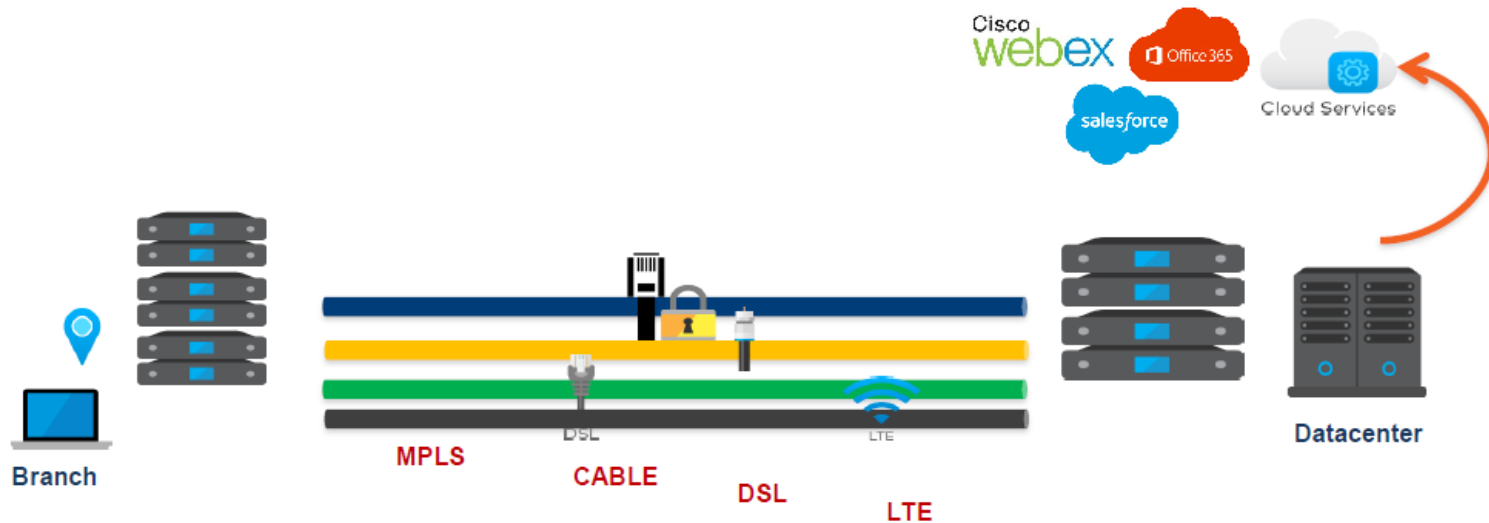 Cisco
webex
Office 365
salesforce
Cloud Services
Branch
DSL
LTE
Datacenter
MPLS
CABLE
DSL
LTE